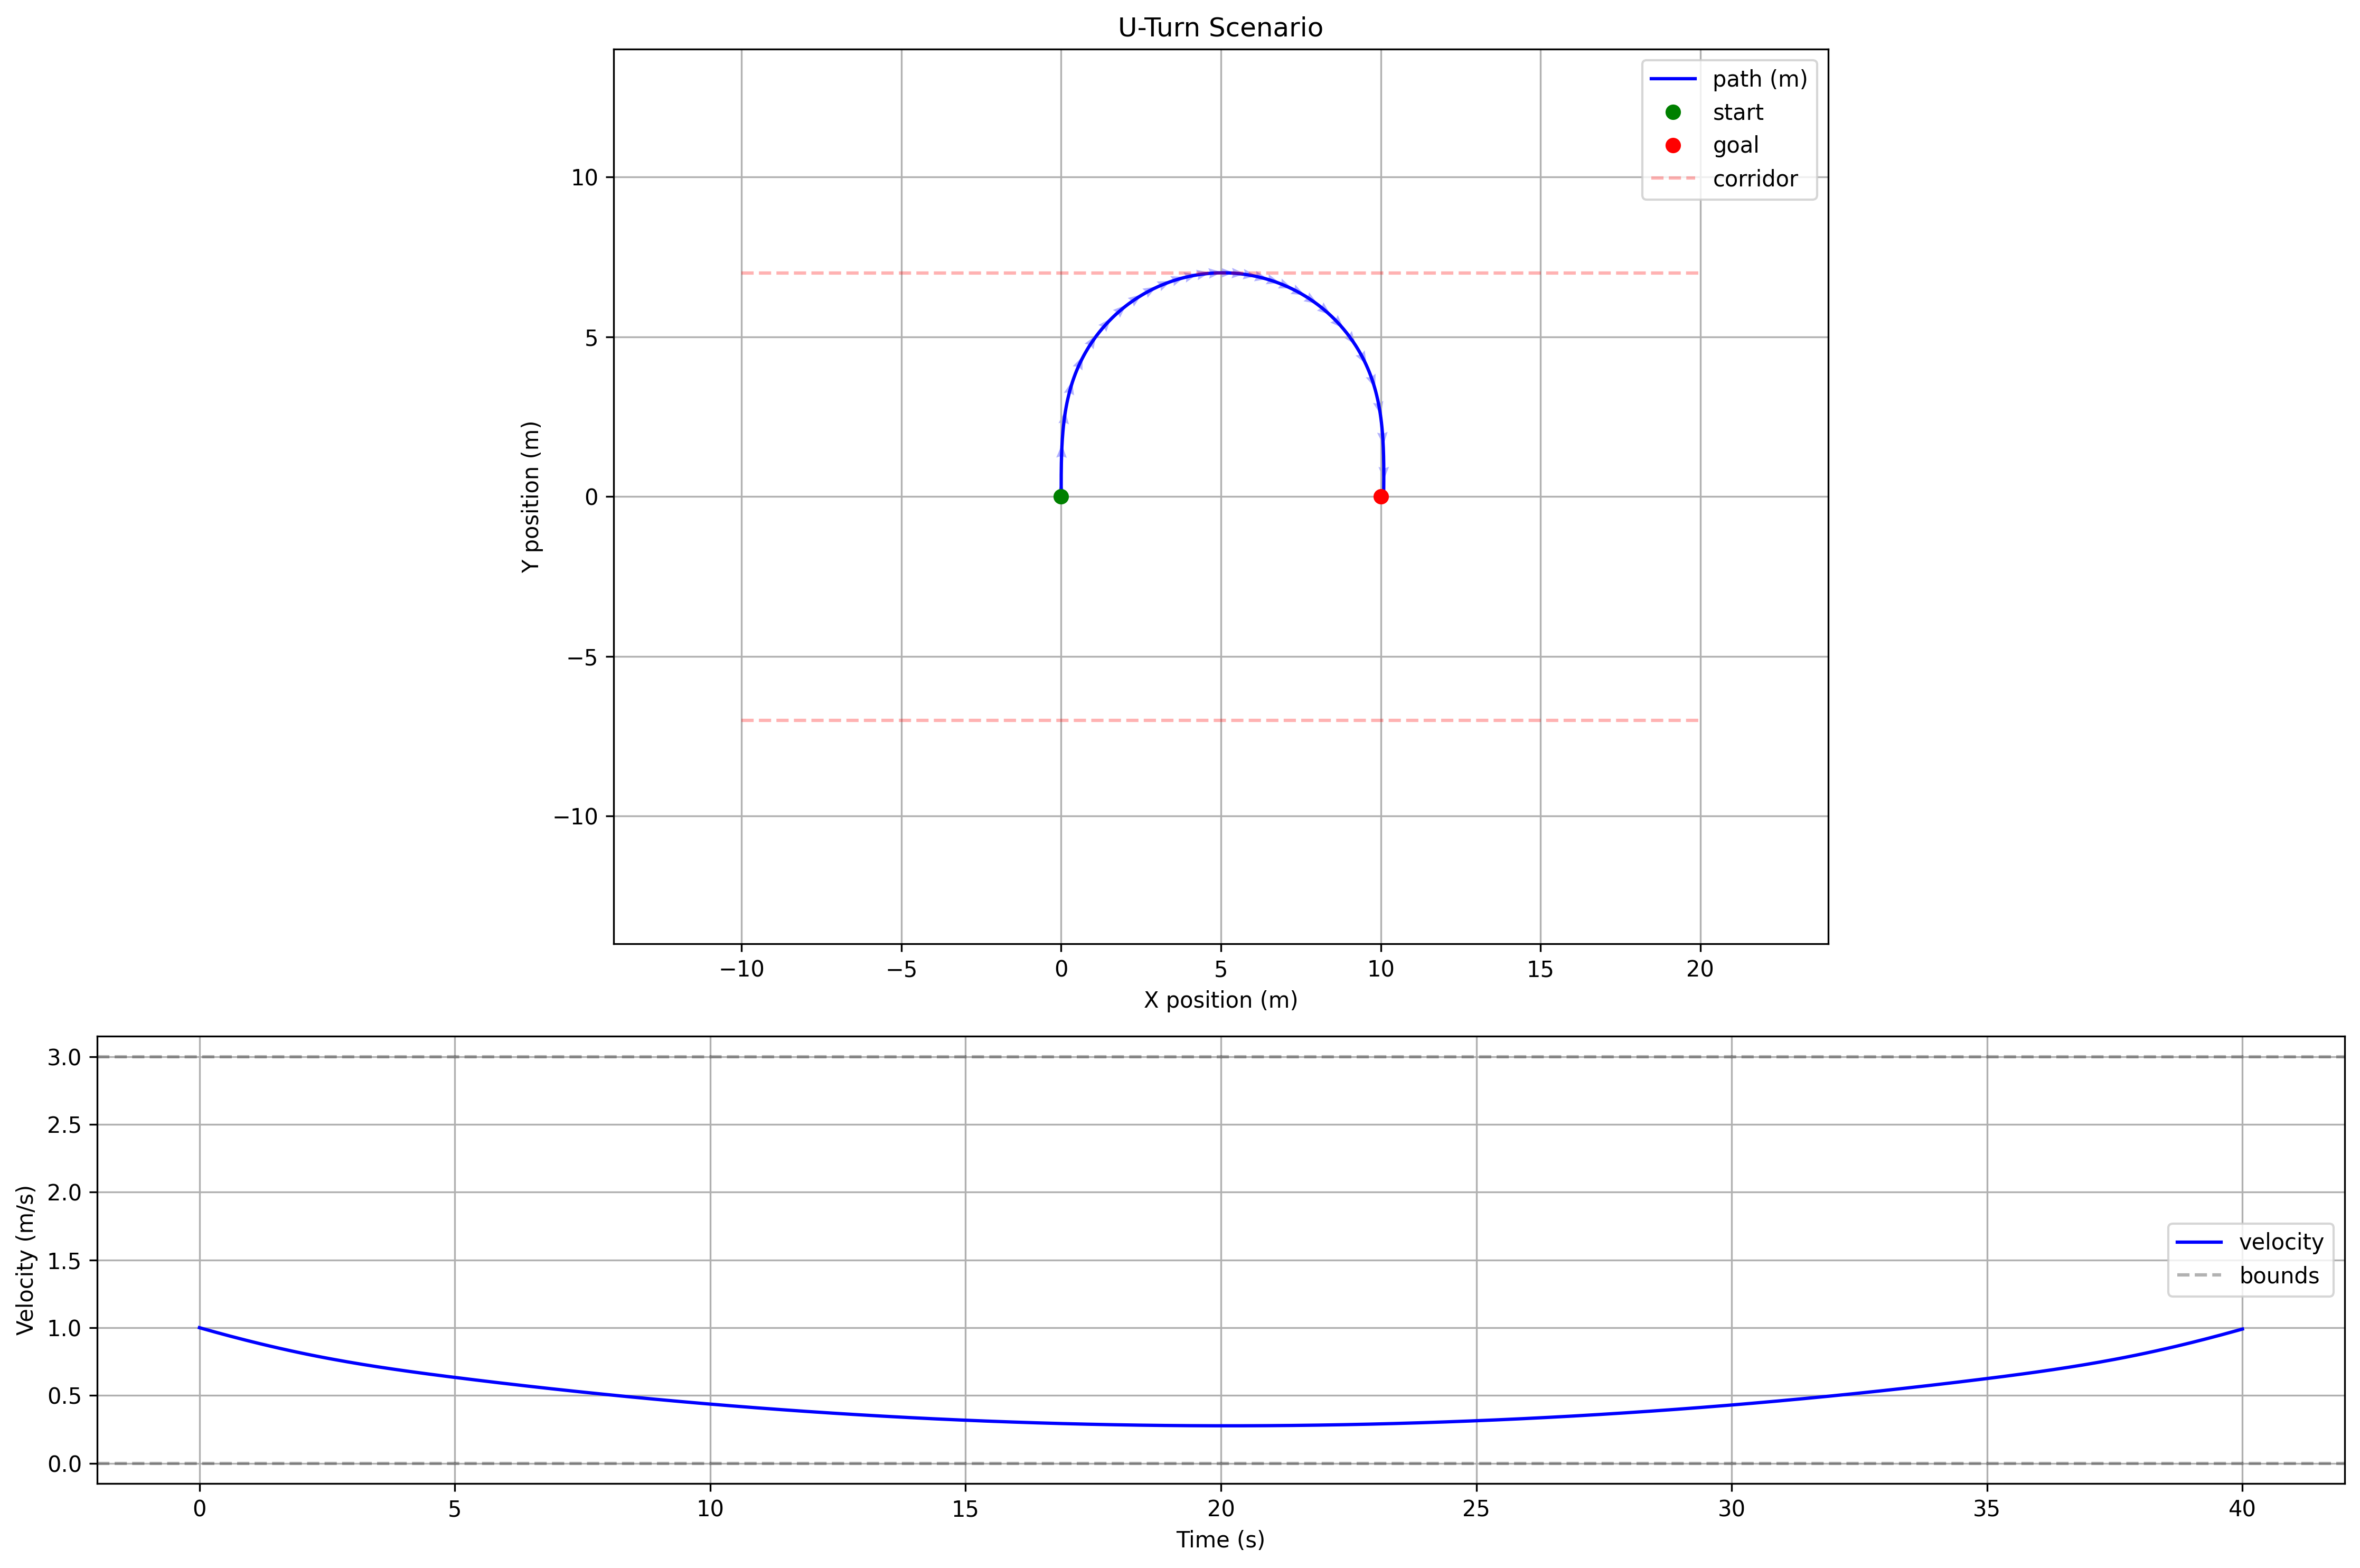 U-Turn Scenario
path (m)
start
goal
corridor
10
5
0
−5
−10
Y position (m)
−10 −5 0 5 10 15 20
X position (m)
3.0
2.5
2.0
1.5
1.0
0.5
0.0
Velocity (m/s)
velocity
bounds
0 5 10 15 20 25 30 35 40
Time (s)